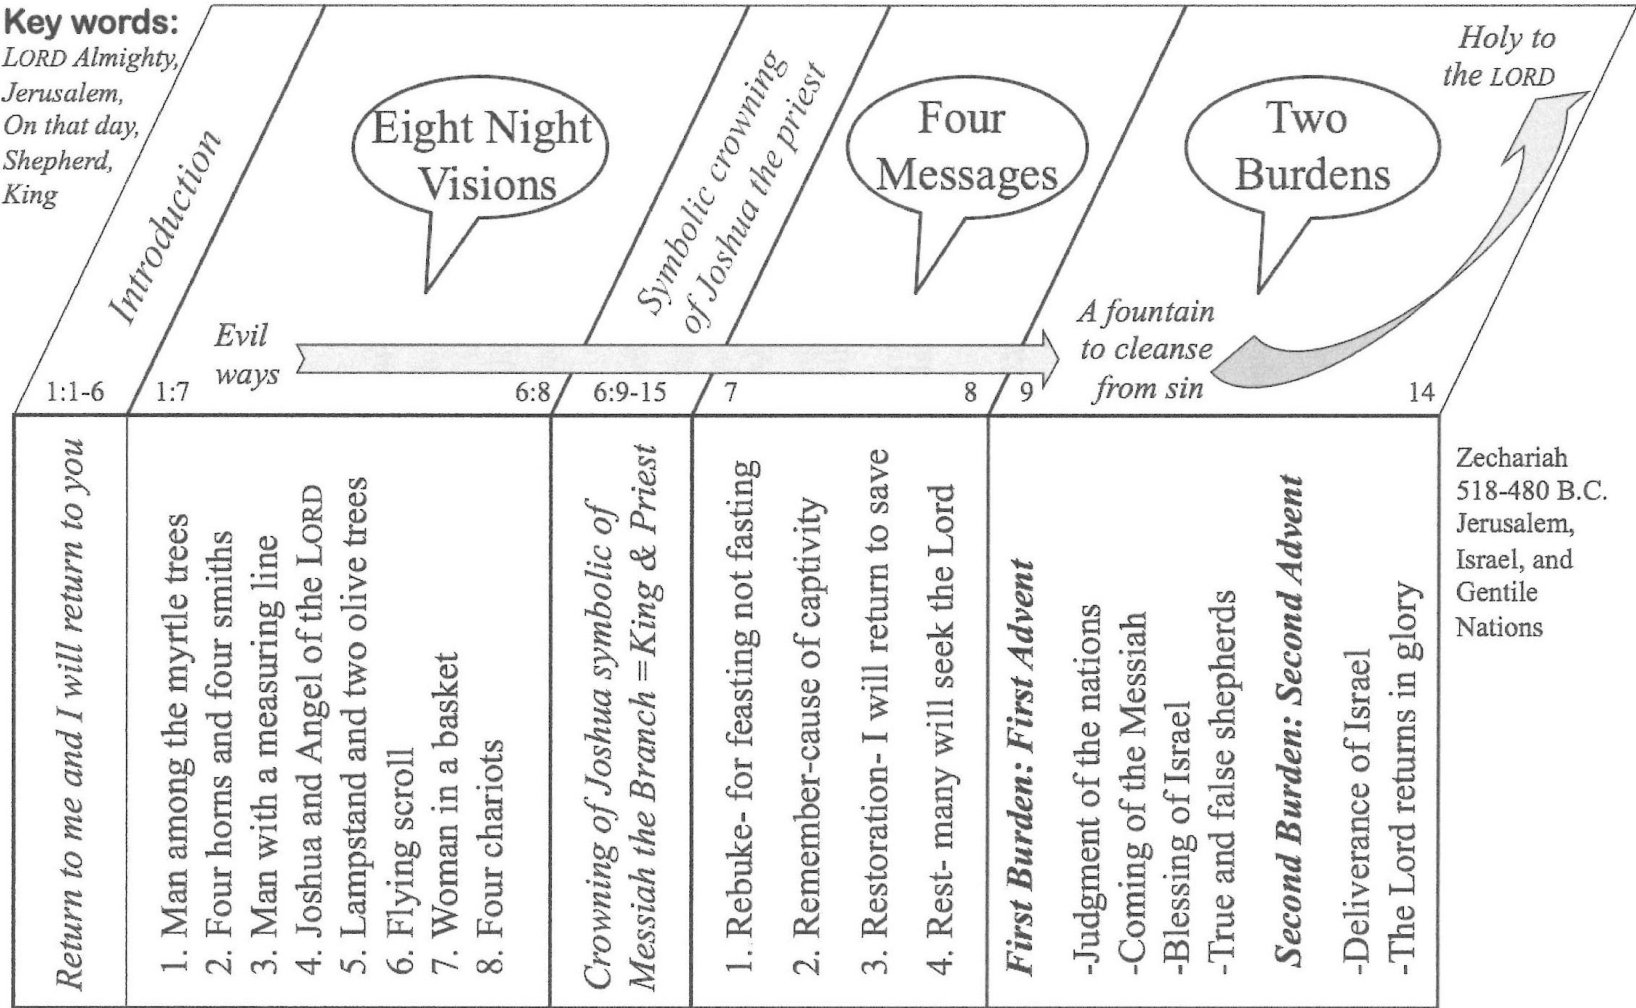 Key words:
LORD Almighty,
Jerusalem,
On that day,
Shepherd,
King
Introduction
Eight Night
Visions
Symbolic crowning
of Joshua the priest
Four
Messages
Two
Burdens
Holy to
the LORD
Evil
ways
A fountain
to cleanse
from sin
1:1-6
1:7
6:8
6:9-15
7
8
9
14
Return to me and I will return to you
1. Man among the myrtle trees
2. Four horns and four smiths
3. Man with a measuring line
4. Joshua and Angel of the LORD
5. Lampstand and two olive trees
6. Flying scroll
7. Woman in a basket
8. Four chariots
Crowning of Joshua symbolic of
Messiah the Branch =King & Priest
1. Rebuke- for feasting not fasting
2. Remember-cause of captivity
3. Restoration- I will return to save
4. Rest- many will seek the Lord
First Burden: First Advent
-Judgment of the nations
-Coming of the Messiah
-Blessing of Israel
-True and false shepherds
Second Burden: Second Advent
-Deliverance of Israel
-The Lord returns in glory
Zechariah
518-480 B.C.
Jerusalem,
Israel, and
Gentile
Nations